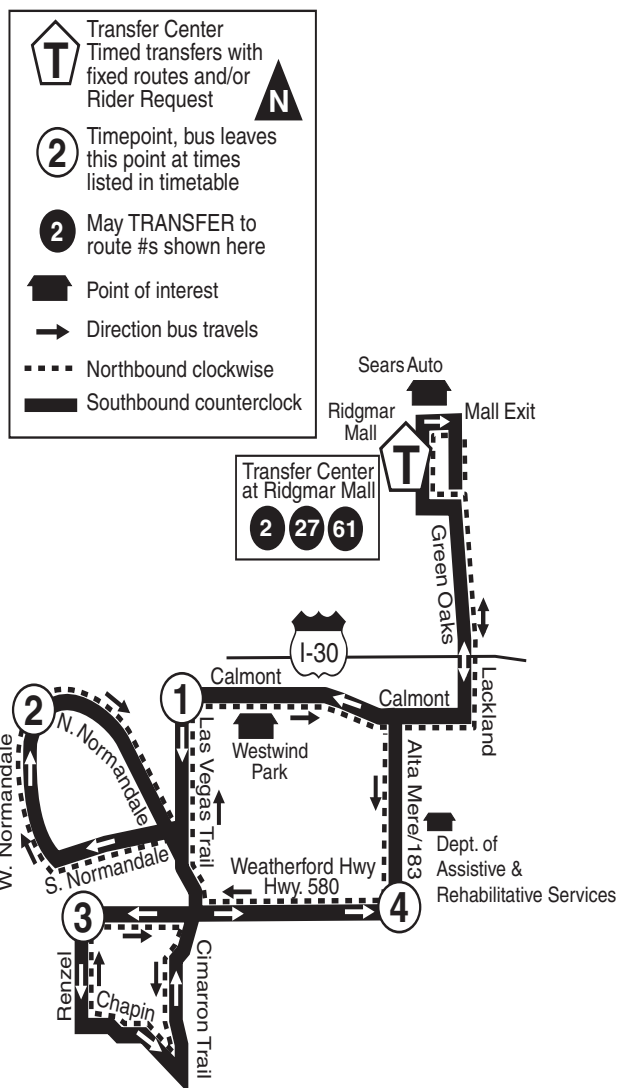 T
Transfer Center
Timed transfers with
fixed routes and/or
Rider Request
N
2
Timepoint, bus leaves
this point at times
listed in timetable
2
May TRANSFER to
route #s shown here
Point of interest
Direction bus travels
Northbound clockwise
Southbound counterclock
Sears Auto
Ridgmar
Mall
Mall Exit
T
Transfer Center
at Ridgmar Mall
2 27 61
Green Oaks
I-30
Lackland
Calmont
Calmont
1
2
N. Normandale
W. Normandale
S. Normandale
Las Vegas Trail
Westwind
Park
Alta Mere/183
Dept. of
Assistive &
Rehabilitative Services
Weatherford Hwy
Hwy. 580
3
4
Renzel
Chapin
Cimarron Trail